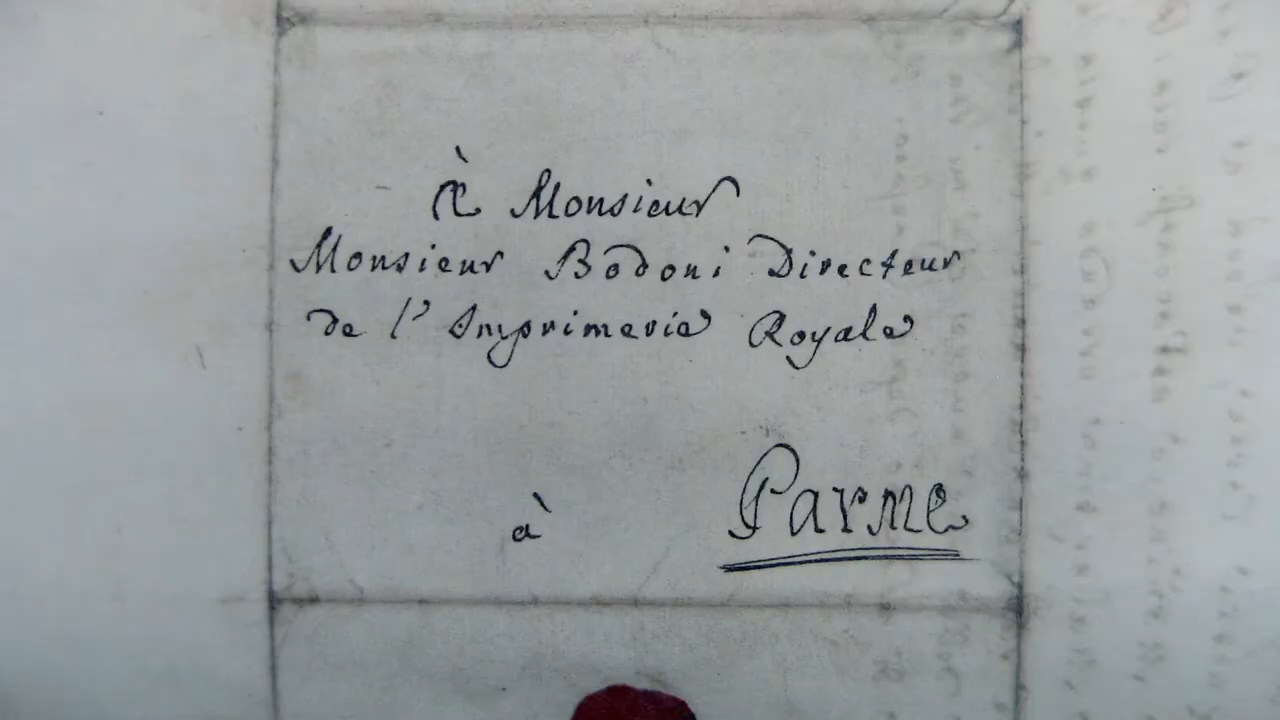 À Monsieur
Monsieur Bodoni Directeur
de l'Imprimerie Royale
à Parme